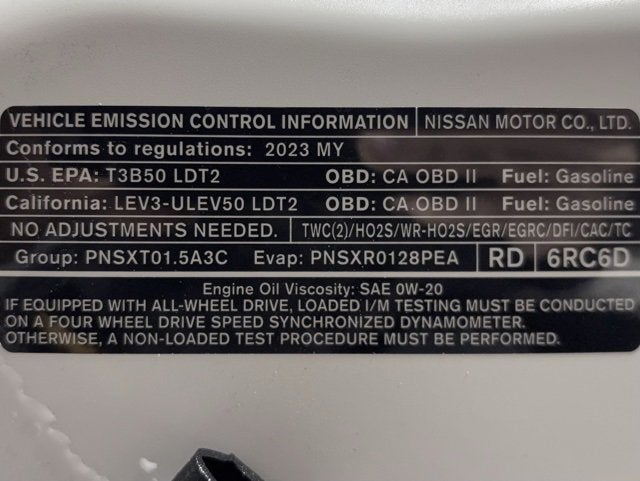 VEHICLE EMISSION CONTROL INFORMATION NISSAN MOTOR CO., LTD.
Conforms to regulations: 2023 MY
U.S. EPA: T3B50 LDT2 OBD: CA OBD II Fuel: Gasoline
California: LEV3-ULEV50 LDT2 OBD: CA.OBD II Fuel: Gasoline
NO ADJUSTMENTS NEEDED. TWC(2)/HO2S/WR-HO2S/EGR/EGRC/DFI/CAC/TC
Group: PNSXT01.5A3C Evap: PNSXR0128PEA RD 6RC6D
Engine Oil Viscosity: SAE 0W-20
IF EQUIPPED WITH ALL-WHEEL DRIVE, LOADED I/M TESTING MUST BE CONDUCTED
ON A FOUR WHEEL DRIVE SPEED SYNCHRONIZED DYNAMOMETER.
OTHERWISE, A NON-LOADED TEST PROCEDURE MUST BE PERFORMED.